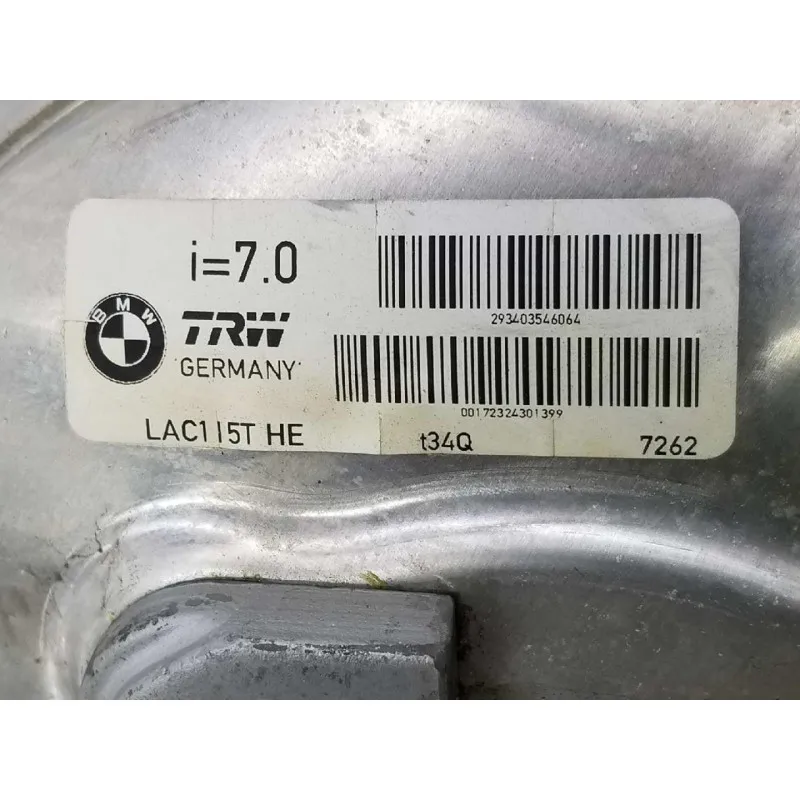 i=7.0
293403546064
BMW
TRW
GERMANY
00172324301399
LAC115T HE
t34Q
7262